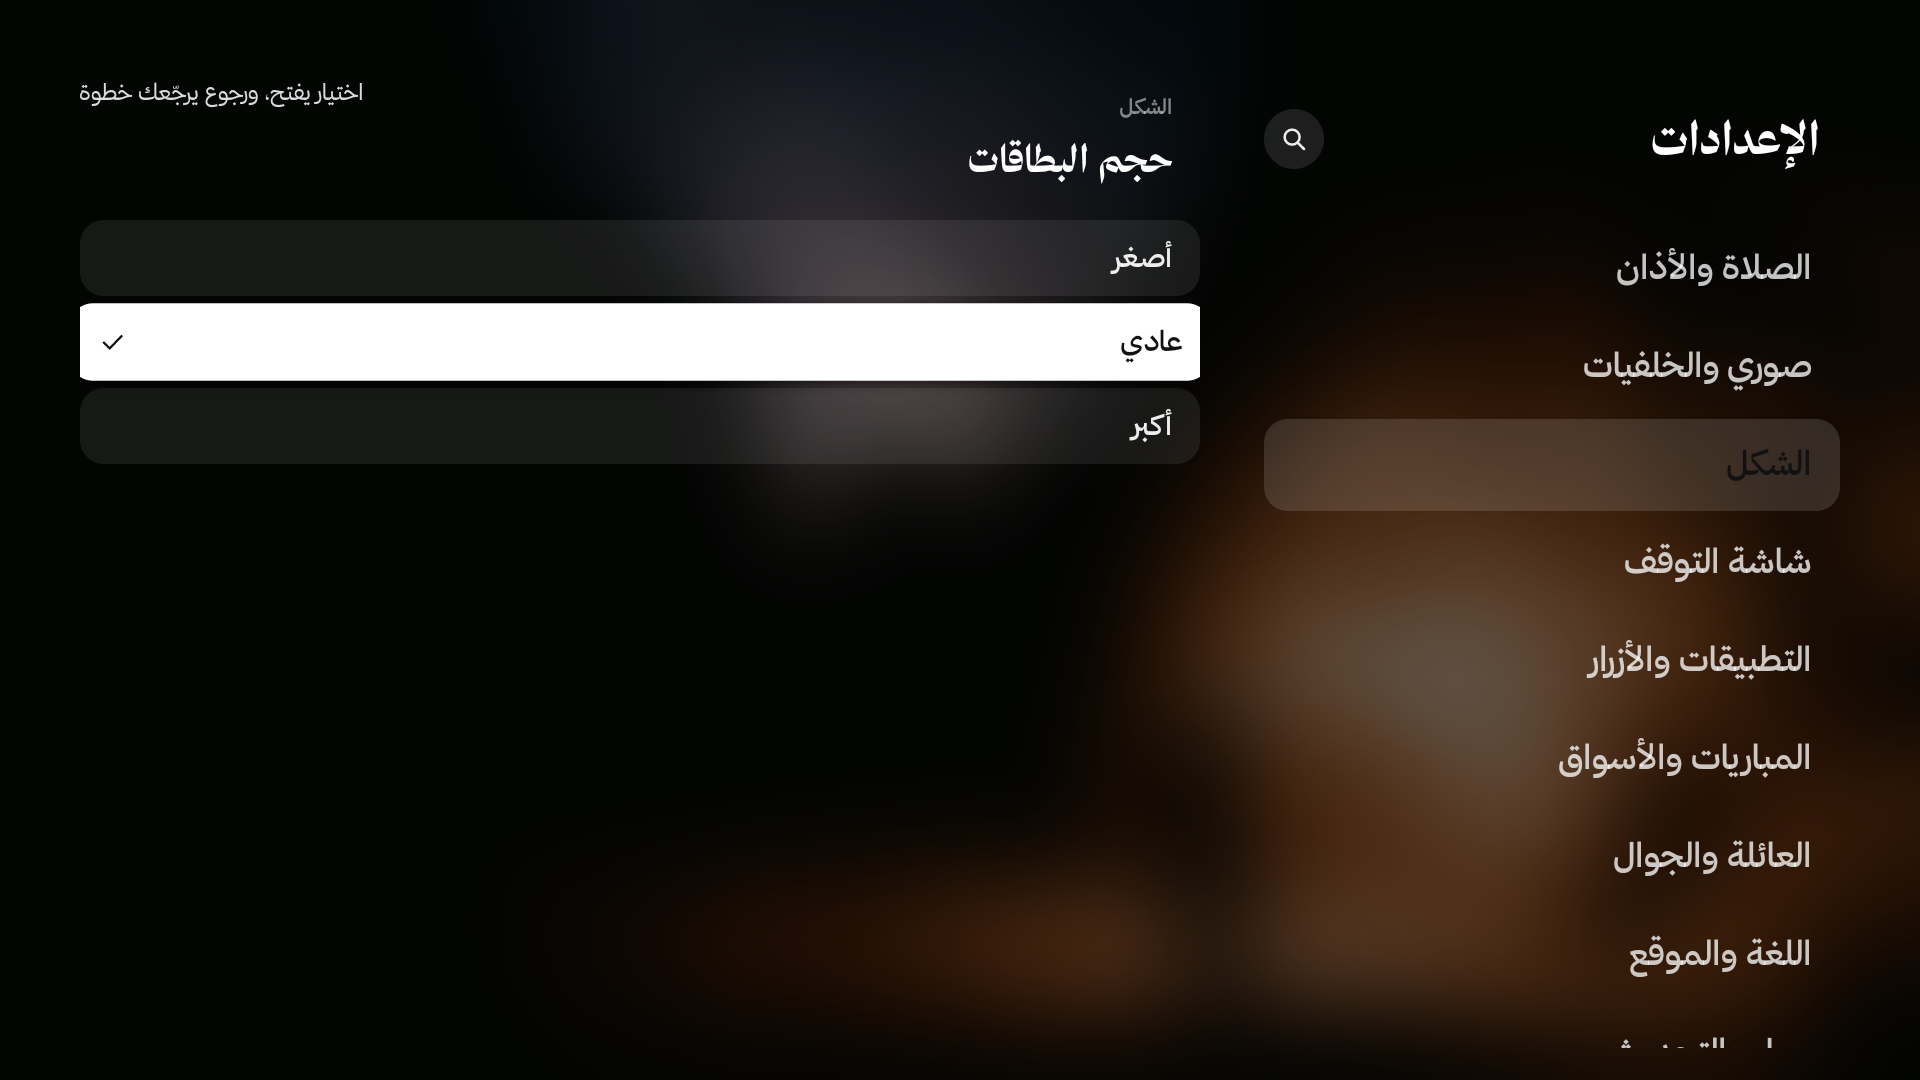 الإعدادات
الصلاة والأذان
صوري والخلفيات
الشكل
شاشة التوقف
التطبيقات والأزرار
المباريات والأسواق
العائلة والجوال
اللغة والموقع
اختيار يفتح، ورجوع يرجّعك خطوة
الشكل
حجم البطاقات
أصغر
عادي
أكبر